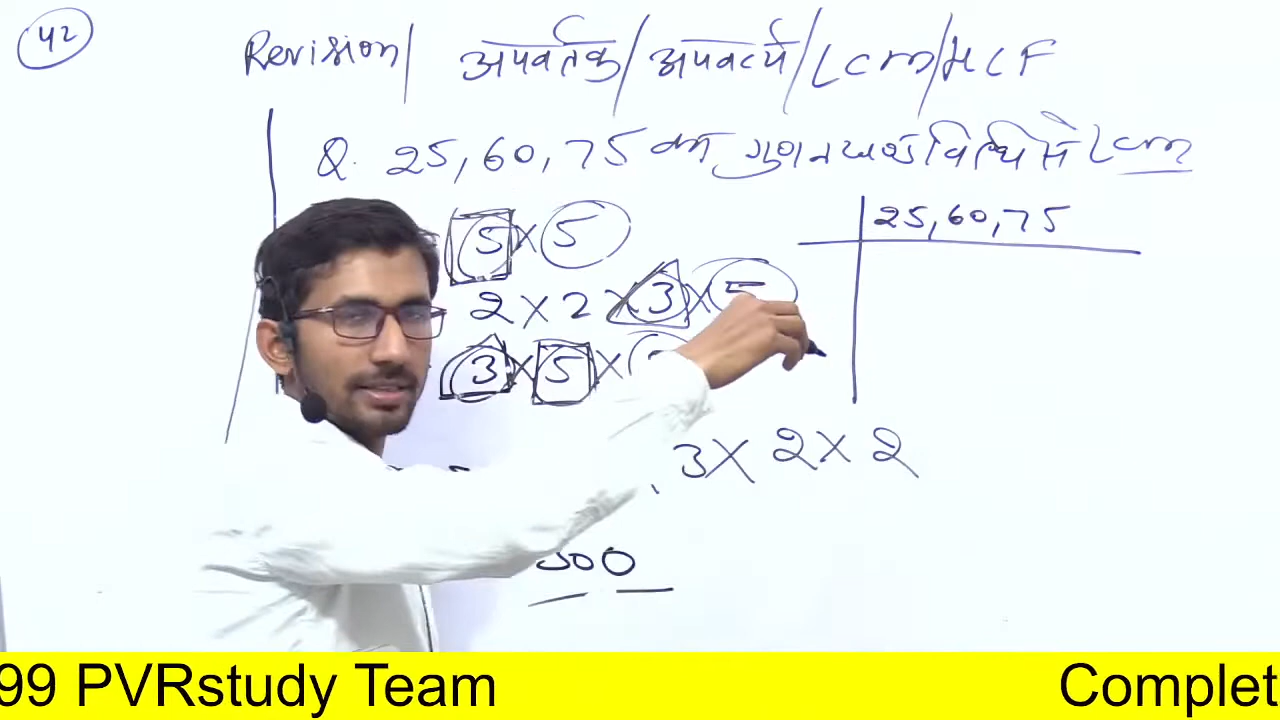 42
Revision/ अपवर्तक/अपवर्त्य/LCM/HCF
Q. 25,60,75 का गुणनखण्ड विधि से LCM
5×5
25,60,75
2×2×3×5
3×5×
3×2×2
300
99 PVRstudy Team Complet